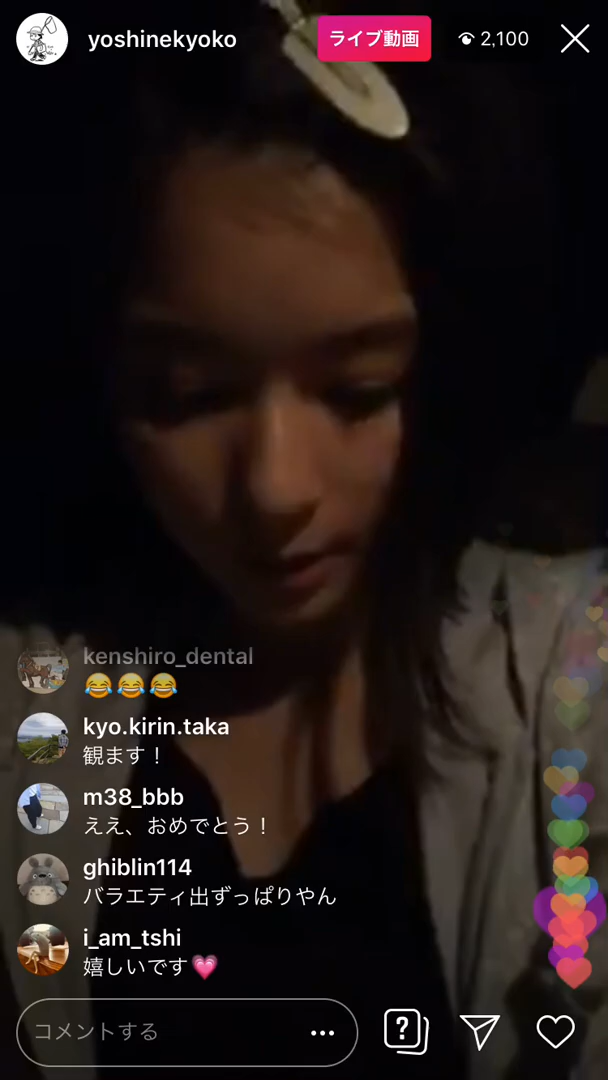 yoshinekyoko
ライブ動画
2,100
kenshiro_dental
😂😂😂
kyo.kirin.taka
観ます！
m38_bbb
ええ、おめでとう！
ghiblin114
バラエティ出ずっぱりやん
i_am_tshi
嬉しいです💗
コメントする